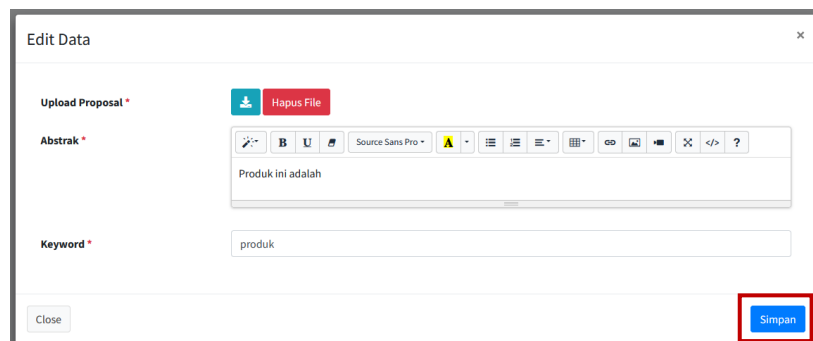 Edit Data ×
Upload Proposal * Hapus File
Abstrak * B U Source Sans Pro A </> ?
Produk ini adalah
Keyword * produk
Close Simpan